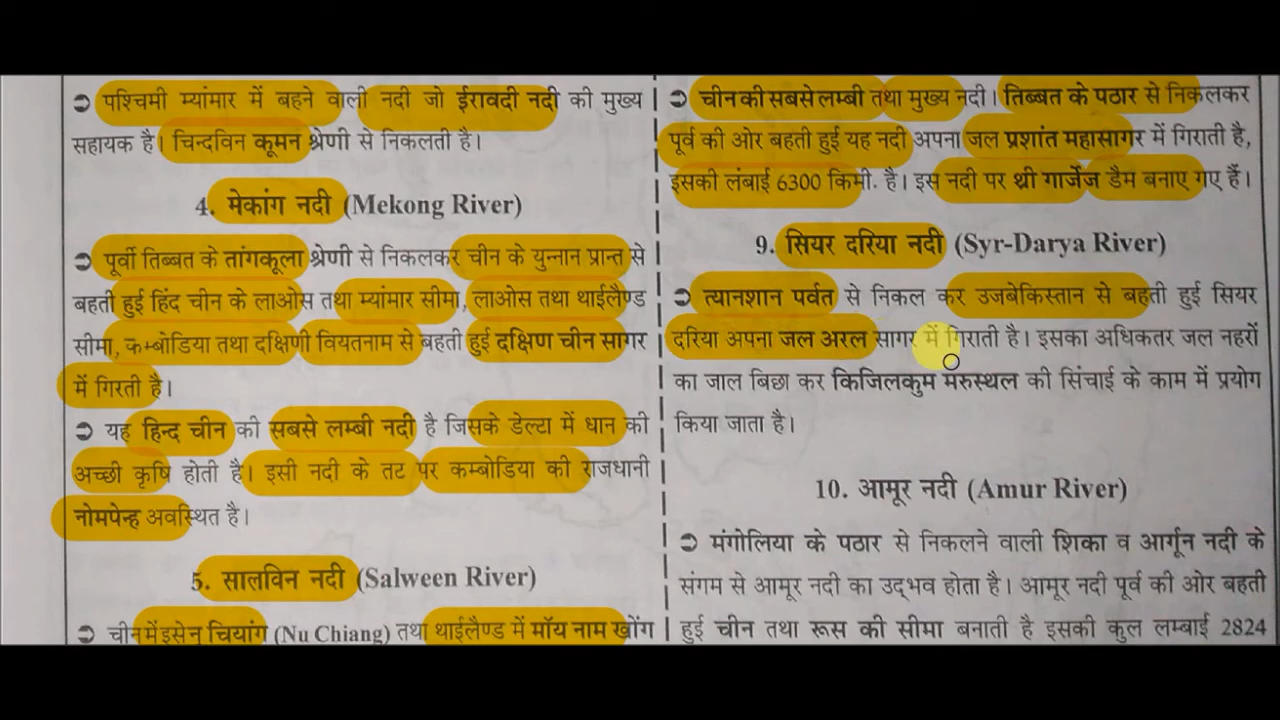 ➲ पश्चिमी म्यांमार में बहने वाली नदी जो ईरावदी नदी की मुख्य
सहायक है। चिन्दविन कूमन श्रेणी से निकलती है।
4. मेकांग नदी (Mekong River)
➲ पूर्वी तिब्बत के तांगकूला श्रेणी से निकलकर चीन के युन्नान प्रान्त से
बहती हुई हिंद चीन के लाओस तथा म्यांमार सीमा, लाओस तथा थाईलैण्ड
सीमा, कम्बोडिया तथा दक्षिणी वियतनाम से बहती हुई दक्षिण चीन सागर
में गिरती है।
➲ यह हिन्द चीन की सबसे लम्बी नदी है जिसके डेल्टा में धान की
अच्छी कृषि होती है। इसी नदी के तट पर कम्बोडिया की राजधानी
नोमपेन्ह अवस्थित है।
5. सालविन नदी (Salween River)
➲ चीन में इसे नु चियांग (Nu Chiang) तथा थाईलैण्ड में मॉय नाम खोंग
➲ चीन की सबसे लम्बी तथा मुख्य नदी। तिब्बत के पठार से निकलकर
पूर्व की ओर बहती हुई यह नदी अपना जल प्रशांत महासागर में गिराती है,
इसकी लंबाई 6300 किमी. है। इस नदी पर थ्री गार्जेज डैम बनाए गए हैं।
9. सियर दरिया नदी (Syr-Darya River)
➲ त्यानशान पर्वत से निकल कर उजबेकिस्तान से बहती हुई सियर
दरिया अपना जल अरल सागर में गिराती है। इसका अधिकतर जल नहरों
का जाल बिछा कर किजिलकुम मरुस्थल की सिंचाई के काम में प्रयोग
किया जाता है।
10. आमूर नदी (Amur River)
➲ मंगोलिया के पठार से निकलने वाली शिका व आर्गून नदी के
संगम से आमूर नदी का उद्भव होता है। आमूर नदी पूर्व की ओर बहती
हुई चीन तथा रूस की सीमा बनाती है इसकी कुल लम्बाई 2824